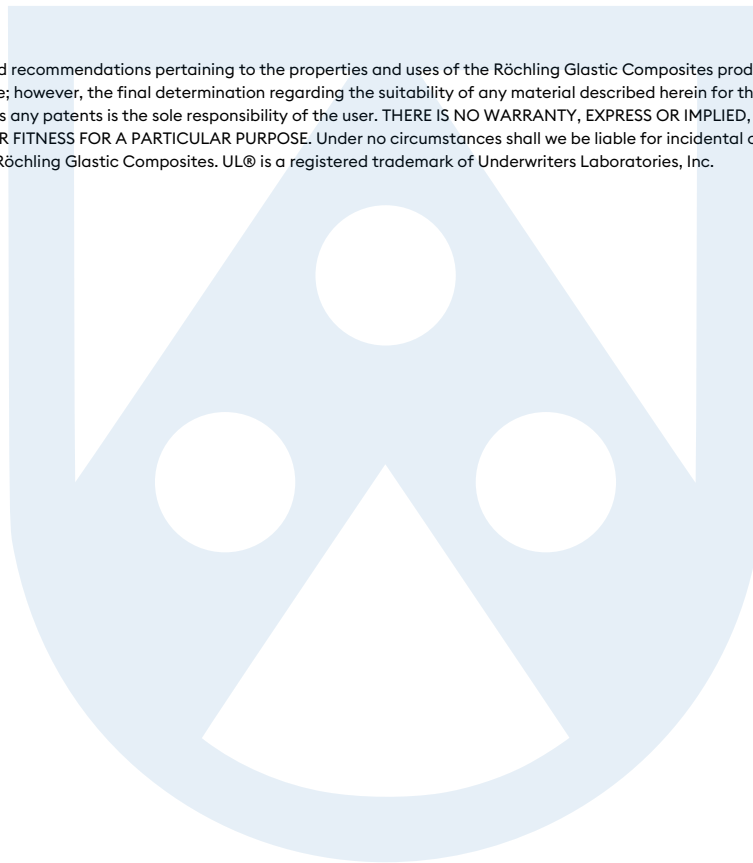 d recommendations pertaining to the properties and uses of the Röchling Glastic Composites prod
e; however, the final determination regarding the suitability of any material described herein for th
s any patents is the sole responsibility of the user. THERE IS NO WARRANTY, EXPRESS OR IMPLIED,
R FITNESS FOR A PARTICULAR PURPOSE. Under no circumstances shall we be liable for incidental o
Röchling Glastic Composites. UL® is a registered trademark of Underwriters Laboratories, Inc.